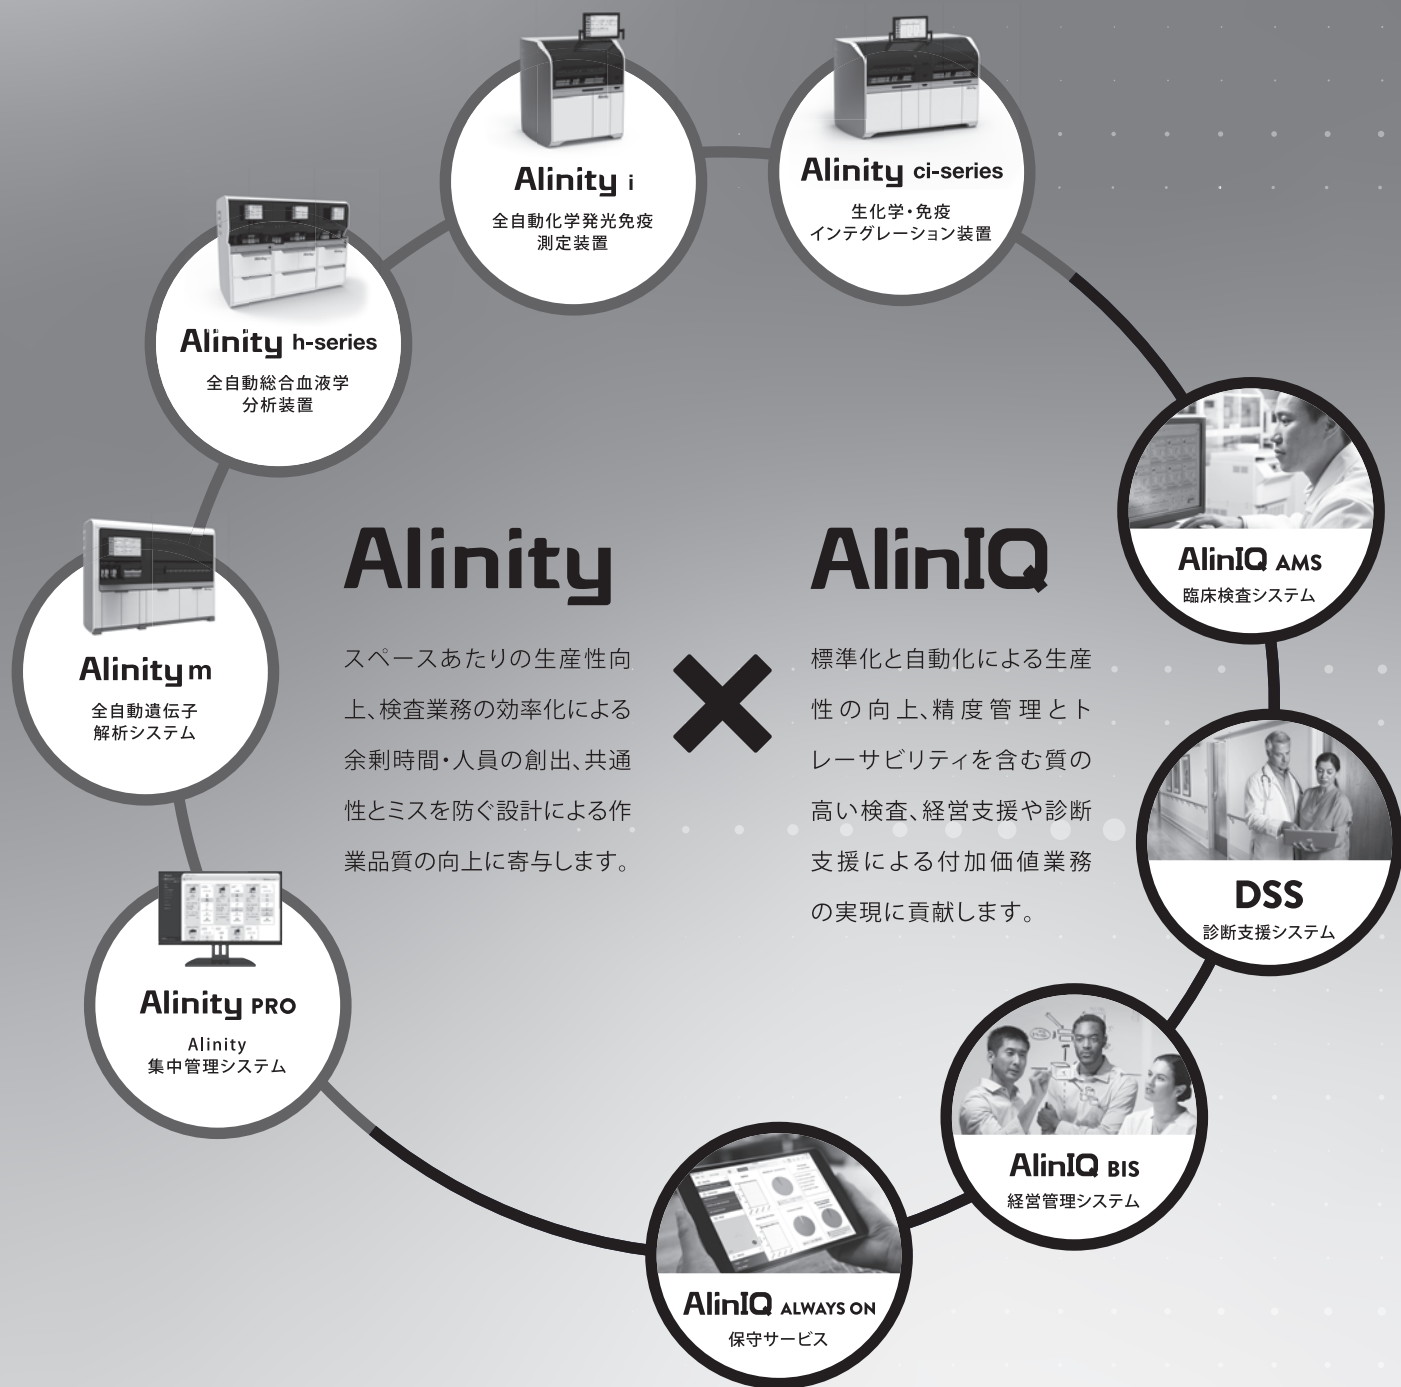 Alinity i
全自動化学発光免疫
測定装置
Alinity ci-series
生化学・免疫
インテグレーション装置
Alinity h-series
全自動総合血液学
分析装置
Alinity m
全自動遺伝子
解析システム
Alinity PRO
Alinity
集中管理システム
Alinity
スペースあたりの生産性向
上、検査業務の効率化による
余剰時間・人員の創出、共通
性とミスを防ぐ設計による作
業品質の向上に寄与します。
AlinIQ
標準化と自動化による生産
性の向上、精度管理とト
レーサビリティを含む質の
高い検査、経営支援や診断
支援による付加価値業務
の実現に貢献します。
AlinIQ AMS
臨床検査システム
DSS
診断支援システム
AlinIQ BIS
経営管理システム
AlinIQ ALWAYS ON
保守サービス